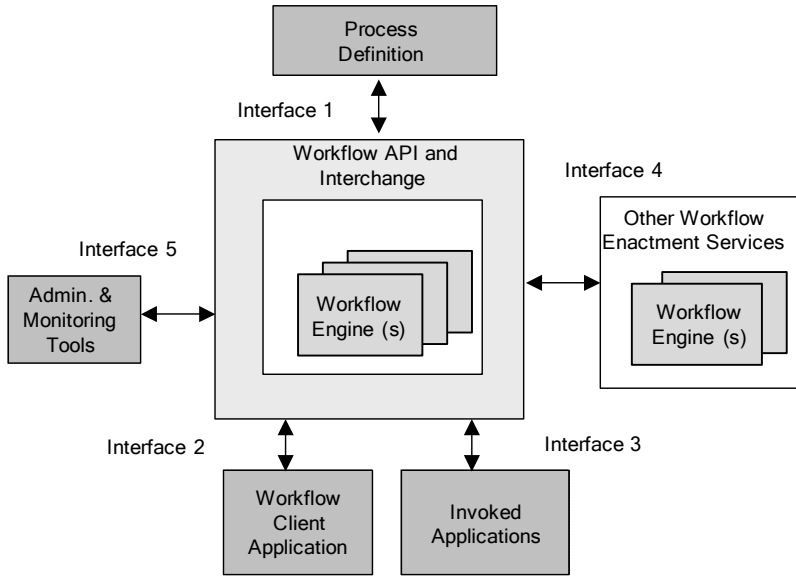 Process
Definition
Interface 1
Workflow API and
Interchange
Interface 4
Other Workflow
Enactment Services
Interface 5
Admin. &
Monitoring
Tools
Workflow
Engine (s)
Workflow
Engine (s)
Interface 2
Interface 3
Workflow
Client
Application
Invoked
Applications